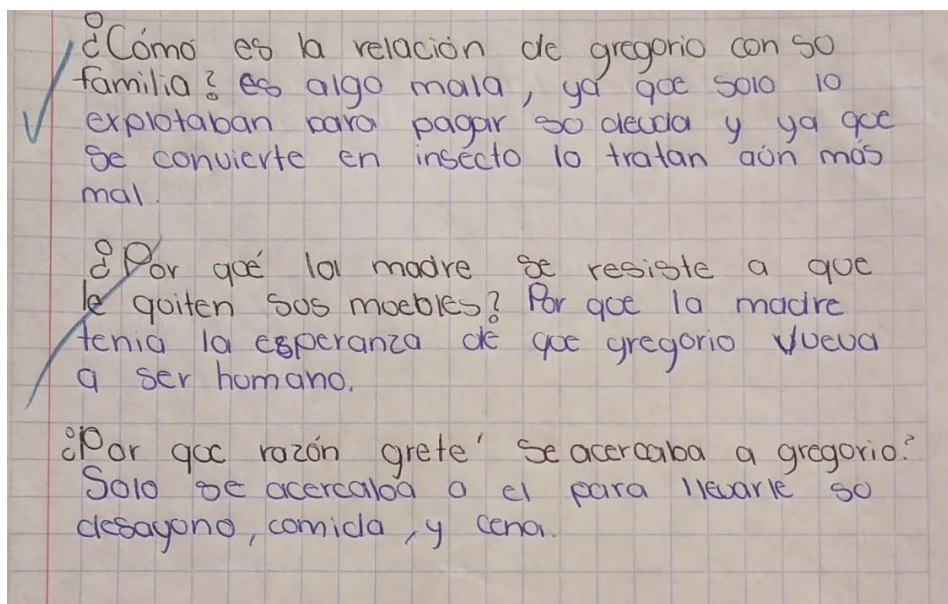 ¿Cómo es la relación de gregorio con su
familia? es algo mala, ya que solo lo
explotaban para pagar su deuda y ya que
se convierte en insecto lo tratan aún más
mal.
¿Por qué la madre se resiste a que
le quiten sus muebles? Por que la madre
tenia la esperanza de que gregorio vueva
a ser humano.
¿Por que razón grete' se acercaba a gregorio?
Solo se acercaba a el para llevarle su
desayuno, comida, y cena.